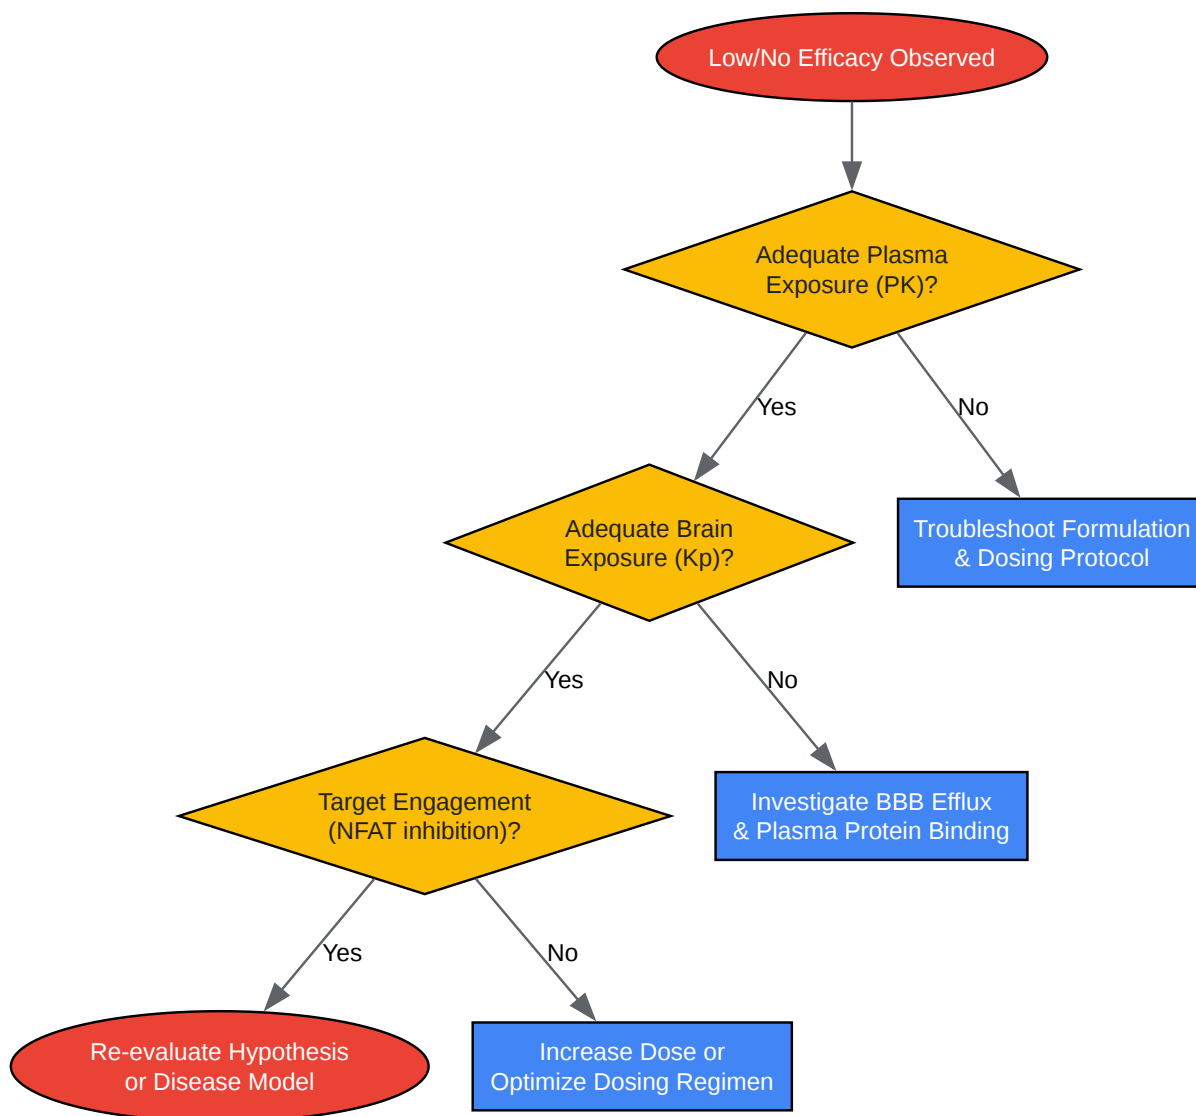 Low/No Efficacy Observed
Adequate Plasma
Exposure (PK)?
Yes
No
Adequate Brain
Exposure (Kp)?
Troubleshoot Formulation
& Dosing Protocol
Yes
No
Target Engagement
(NFAT inhibition)?
Investigate BBB Efflux
& Plasma Protein Binding
Yes
No
Re-evaluate Hypothesis
or Disease Model
Increase Dose or
Optimize Dosing Regimen